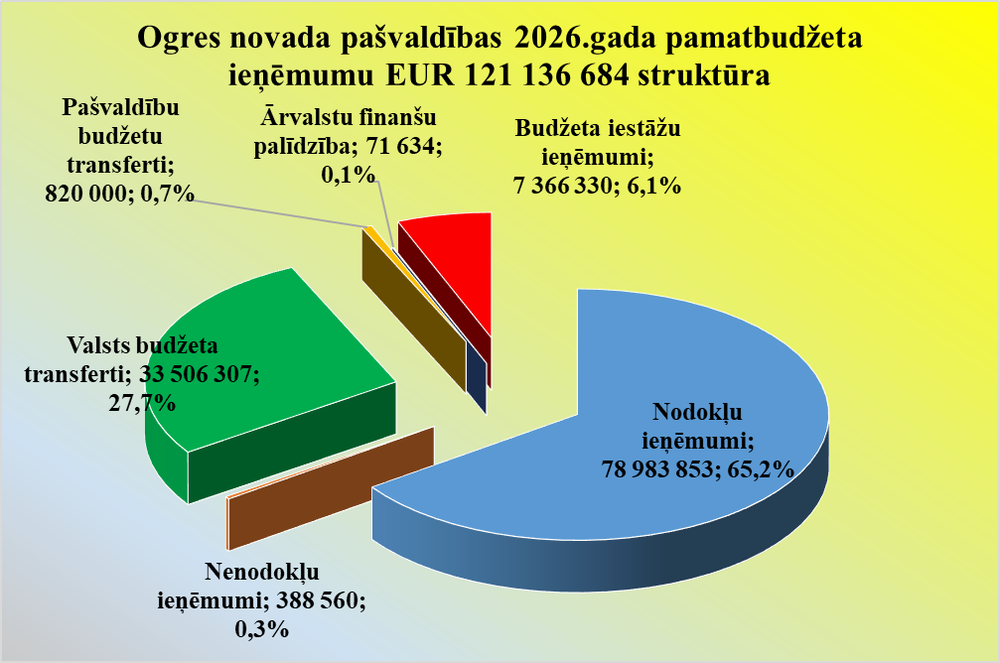 Ogres novada pašvaldības 2026.gada pamatbudžeta
ieņēmumu EUR 121 136 684 struktūra
Pašvaldību
budžetu
transferti;
820 000; 0,7%
Ārvalstu finanšu
palīdzība; 71 634;
0,1%
Budžeta iestāžu
ieņēmumi;
7 366 330; 6,1%
Valsts budžeta
transferti; 33 506 307;
27,7%
Nodokļu
ieņēmumi;
78 983 853; 65,2%
Nenodokļu
ieņēmumi; 388 560;
0,3%